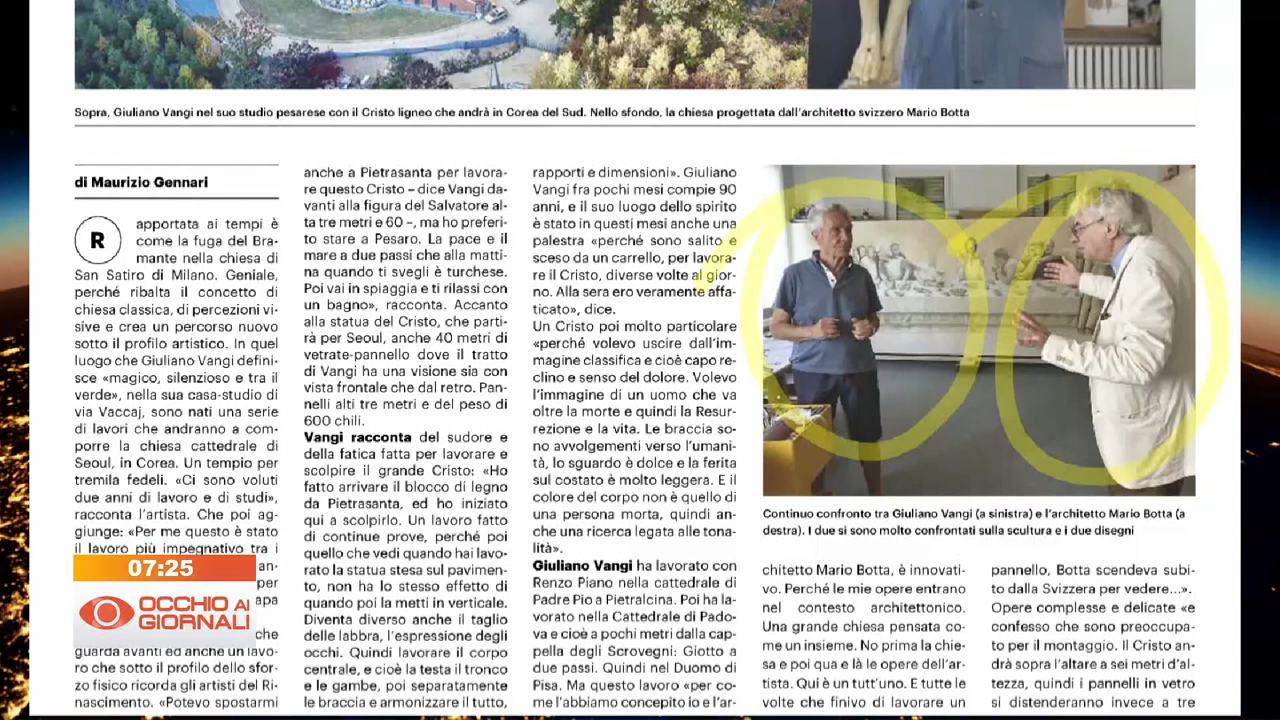 Sopra, Giuliano Vangi nel suo studio pesarese con il Cristo ligneo che andrà in Corea del Sud. Nello sfondo, la chiesa progettata dall'architetto svizzero Mario Botta
di Maurizio Gennari
R
apportata ai tempi è
come la fuga del Bra-
mante nella chiesa di
San Satiro di Milano. Geniale,
perché ribalta il concetto di
chiesa classica, di percezioni vi-
sive e crea un percorso nuovo
sotto il profilo artistico. In quel
luogo che Giuliano Vangi defini-
sce «magico, silenzioso e tra il
verde», nella sua casa-studio di
via Vaccaj, sono nati una serie
di lavori che andranno a com-
porre la chiesa cattedrale di
Seoul, in Corea. Un tempio per
tremila fedeli. «Ci sono voluti
due anni di lavoro e di studi»,
racconta l'artista. Che poi ag-
giunge: «Per me questo è stato
il lavoro più impegnativo tra i
an-
per
apa
che
guarda avanti ed anche un lavo-
ro che sotto il profilo dello sfor-
zo fisico ricorda gli artisti del Ri-
nascimento. «Potevo spostarmi
anche a Pietrasanta per lavora-
re questo Cristo – dice Vangi da-
vanti alla figura del Salvatore al-
ta tre metri e 60 –, ma ho preferi-
to stare a Pesaro. La pace e il
mare a due passi che alla matti-
na quando ti svegli è turchese.
Poi vai in spiaggia e ti rilassi con
un bagno», racconta. Accanto
alla statua del Cristo, che parti-
rà per Seoul, anche 40 metri di
vetrate-pannello dove il tratto
di Vangi ha una visione sia con
vista frontale che dal retro. Pan-
nelli alti tre metri e del peso di
600 chili.
Vangi racconta del sudore e
della fatica fatta per lavorare e
scolpire il grande Cristo: «Ho
fatto arrivare il blocco di legno
da Pietrasanta, ed ho iniziato
qui a scolpirlo. Un lavoro fatto
di continue prove, perché poi
quello che vedi quando hai lavo-
rato la statua stesa sul pavimen-
to, non ha lo stesso effetto di
quando poi la metti in verticale.
Diventa diverso anche il taglio
delle labbra, l'espressione degli
occhi. Quindi lavorare il corpo
centrale, e cioè la testa il tronco
e le gambe, poi separatamente
le braccia e armonizzare il tutto,
rapporti e dimensioni». Giuliano
Vangi fra pochi mesi compie 90
anni, e il suo luogo dello spirito
è stato in questi mesi anche una
palestra «perché sono salito e
sceso da un carrello, per lavora-
re il Cristo, diverse volte al gior-
no. Alla sera ero veramente affa-
ticato», dice.
Un Cristo poi molto particolare
«perché volevo uscire dall'im-
magine classifica e cioè capo re-
clino e senso del dolore. Volevo
l'immagine di un uomo che va
oltre la morte e quindi la Resur-
rezione e la vita. Le braccia so-
no avvolgimenti verso l'umani-
tà, lo sguardo è dolce e la ferita
sul costato è molto leggera. E il
colore del corpo non è quello di
una persona morta, quindi an-
che una ricerca legata alle tona-
lità».
Giuliano Vangi ha lavorato con
Renzo Piano nella cattedrale di
Padre Pio a Pietralcina. Poi ha la-
vorato nella Cattedrale di Pado-
va e cioè a pochi metri dalla cap-
pella degli Scrovegni: Giotto a
due passi. Quindi nel Duomo di
Pisa. Ma questo lavoro «per co-
me l'abbiamo concepito io e l'ar-
Continuo confronto tra Giuliano Vangi (a sinistra) e l'architetto Mario Botta (a
destra). I due si sono molto confrontati sulla scultura e i due disegni
chitetto Mario Botta, è innovati-
vo. Perché le mie opere entrano
nel contesto architettonico.
Una grande chiesa pensata co-
me un insieme. No prima la chie-
sa e poi qua e là le opere dell'ar-
tista. Qui è un tutt'uno. E tutte le
volte che finivo di lavorare un
pannello, Botta scendeva subi-
to dalla Svizzera per vedere...».
Opere complesse e delicate «e
confesso che sono preoccupa-
to per il montaggio. Il Cristo an-
drà sopra l'altare a sei metri d'al-
tezza, quindi i pannelli in vetro
si distenderanno invece a tre
07:25
OCCHIO AI
GIORNALI